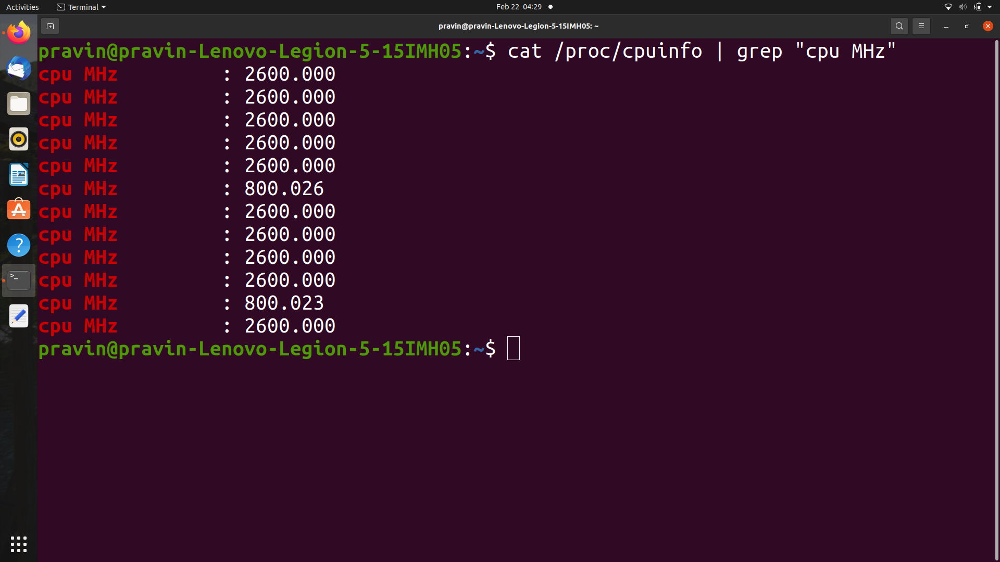 Activities Terminal Feb 22 04:29
pravin@pravin-Lenovo-Legion-5-15IMH05: ~
pravin@pravin-Lenovo-Legion-5-15IMH05:~$ cat /proc/cpuinfo | grep "cpu MHz"
cpu MHz : 2600.000
cpu MHz : 2600.000
cpu MHz : 2600.000
cpu MHz : 2600.000
cpu MHz : 2600.000
cpu MHz : 800.026
cpu MHz : 2600.000
cpu MHz : 2600.000
cpu MHz : 2600.000
cpu MHz : 2600.000
cpu MHz : 800.023
cpu MHz : 2600.000
pravin@pravin-Lenovo-Legion-5-15IMH05:~$